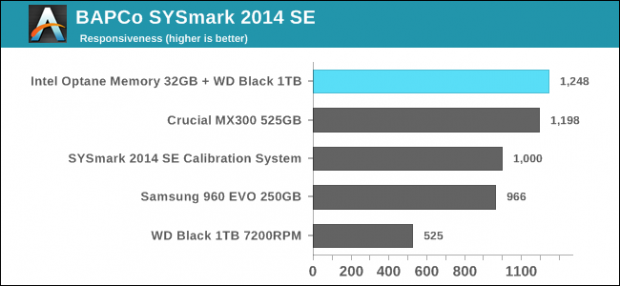 BAPCo SYSmark 2014 SE
Responsiveness (higher is better)
Intel Optane Memory 32GB + WD Black 1TB 1,248
Crucial MX300 525GB 1,198
SYSmark 2014 SE Calibration System 1,000
Samsung 960 EVO 250GB 966
WD Black 1TB 7200RPM 525
0 200 400 600 800 1100